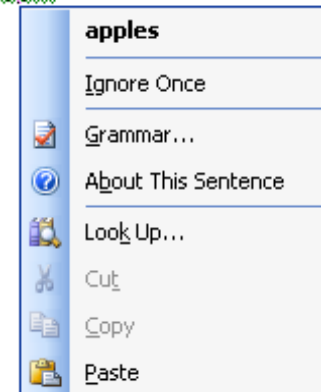 apples
Ignore Once
Grammar...
About This Sentence
Look Up...
Cut
Copy
Paste